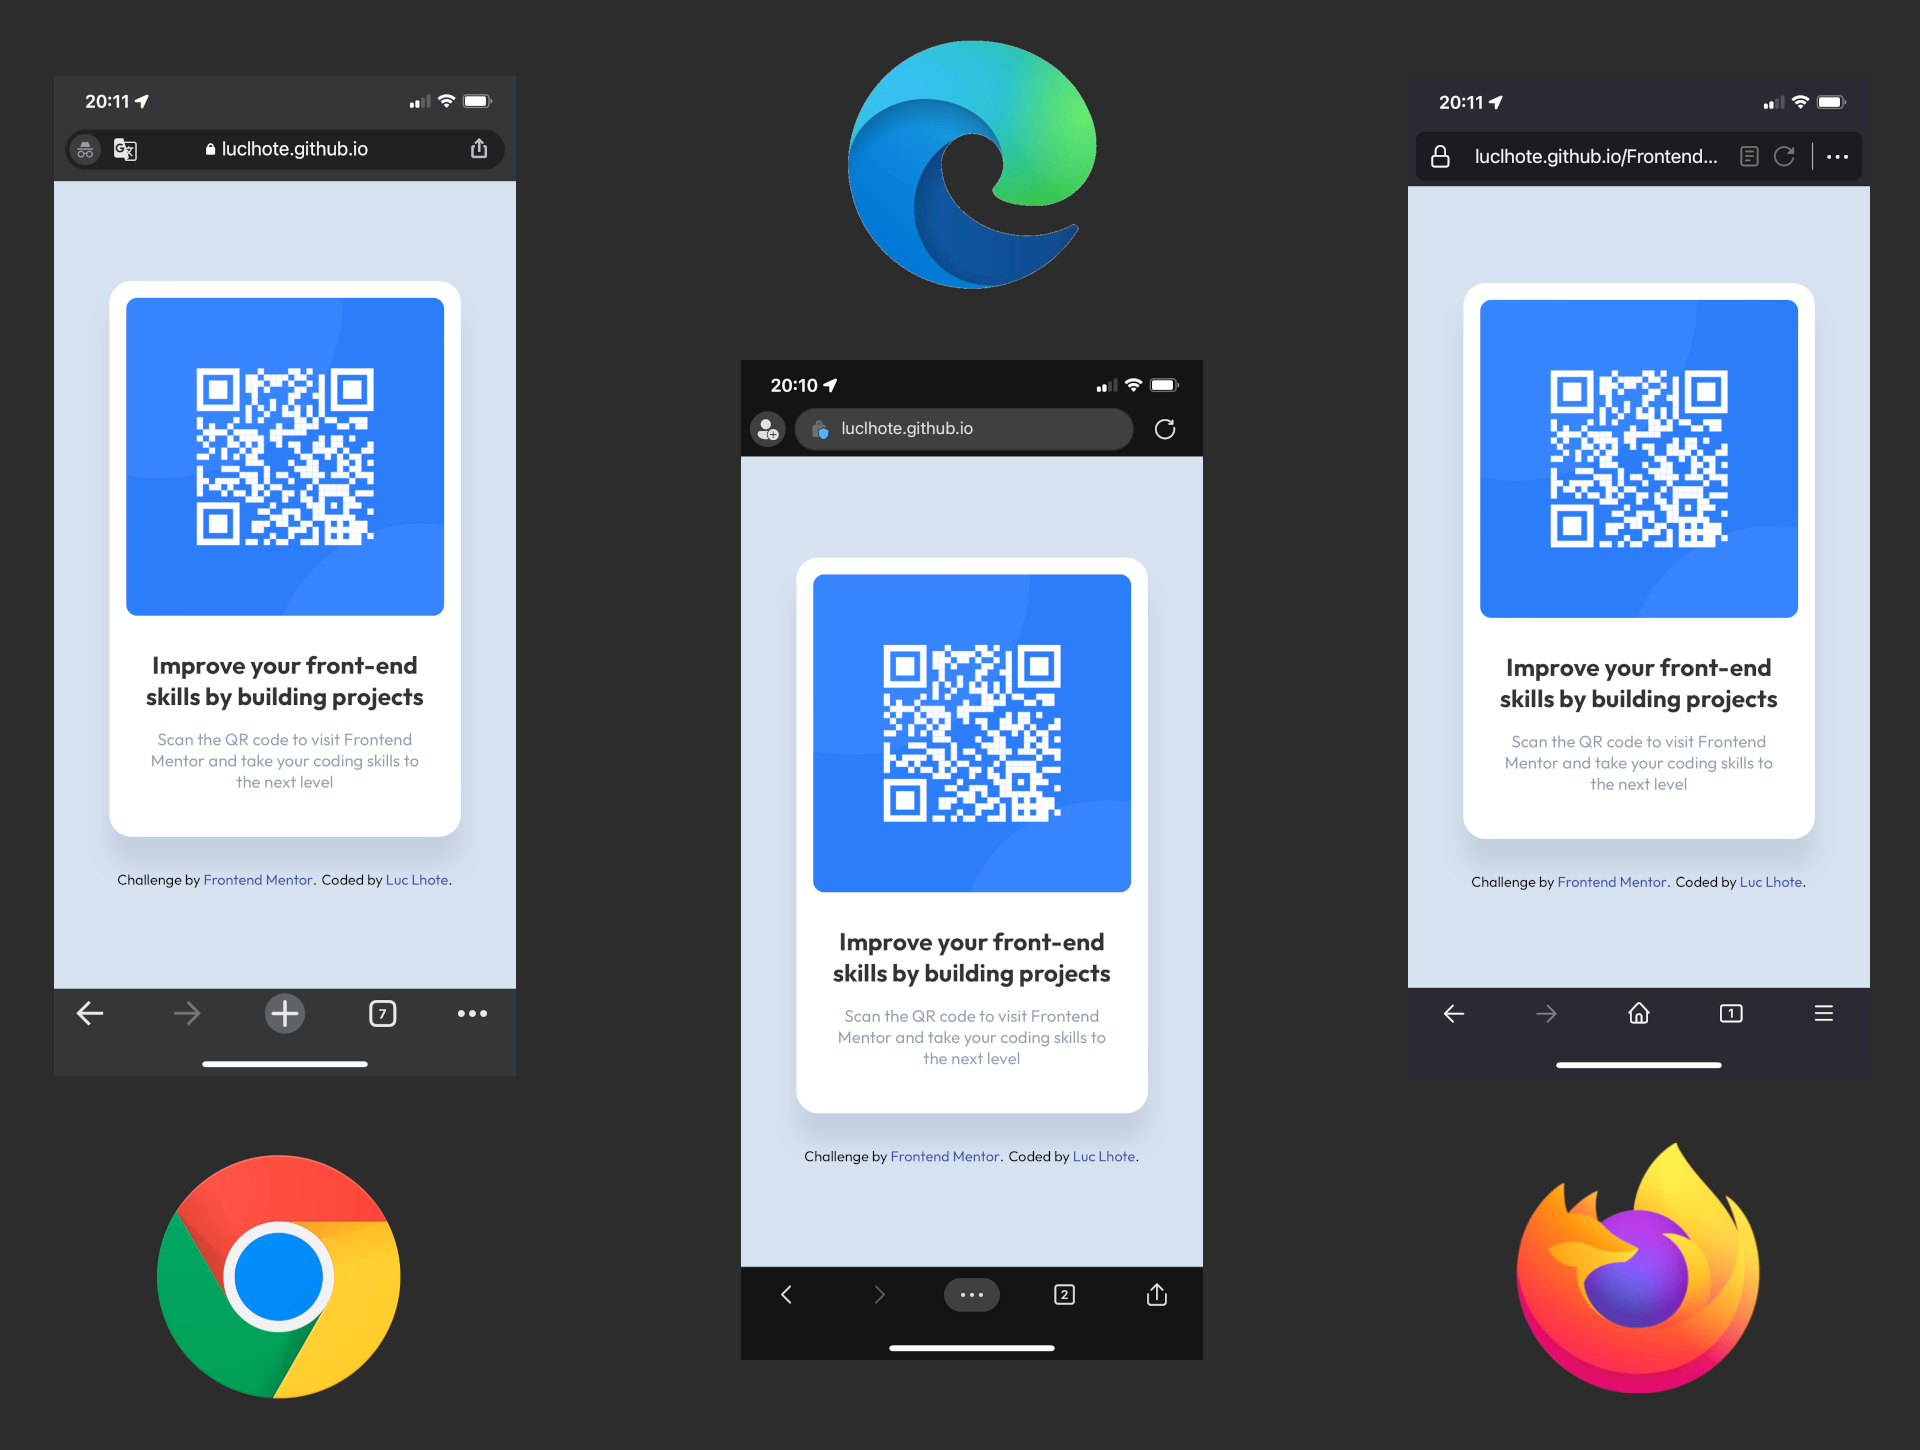 20:11
luclhote.github.io
Improve your front-end
skills by building projects
Scan the QR code to visit Frontend
Mentor and take your coding skills to
the next level
Challenge by Frontend Mentor. Coded by Luc Lhote.
7
20:10
luclhote.github.io
Improve your front-end
skills by building projects
Scan the QR code to visit Frontend
Mentor and take your coding skills to
the next level
Challenge by Frontend Mentor. Coded by Luc Lhote.
2
20:11
luclhote.github.io/Frontend...
Improve your front-end
skills by building projects
Scan the QR code to visit Frontend
Mentor and take your coding skills to
the next level
Challenge by Frontend Mentor. Coded by Luc Lhote.
1